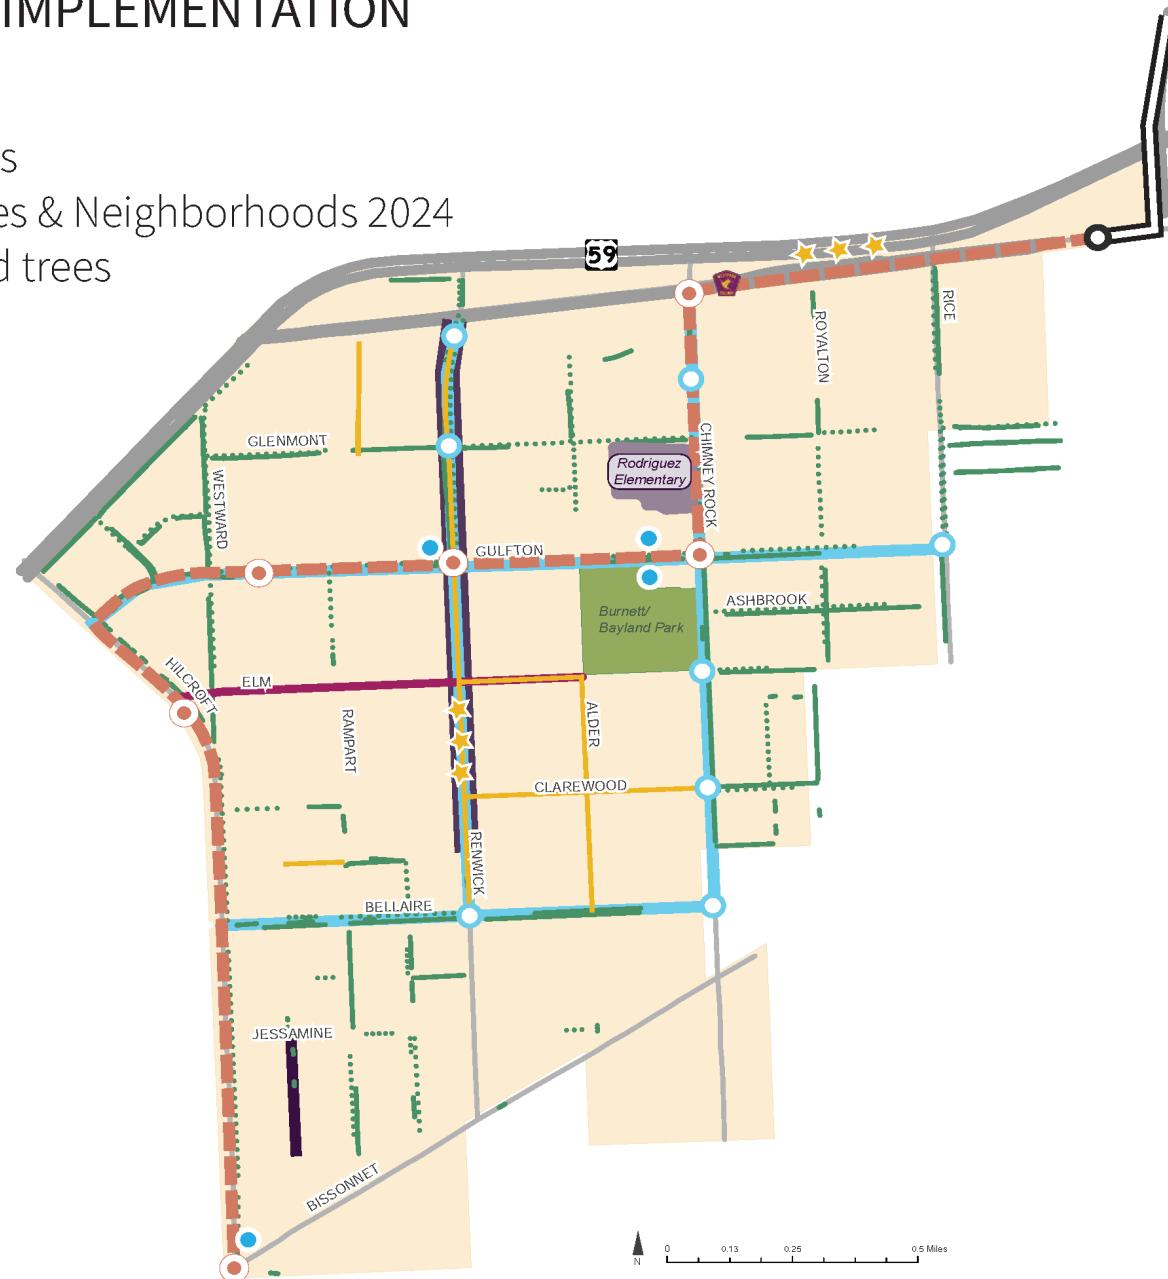 IMPLEMENTATION
s
es & Neighborhoods 2024
d trees
59
RICE
ROYALTON
GLENMONT
CHIMNEY ROCK
Rodriguez
Elementary
WESTWARD
GULFTON
ASHBROOK
Burnett/
Bayland Park
HILCROFT
ELM
ALDER
RAMPART
CLAREWOOD
RENWICK
BELLAIRE
JESSAMINE
BISSONNET
N
0 0.13 0.25 0.5 Miles